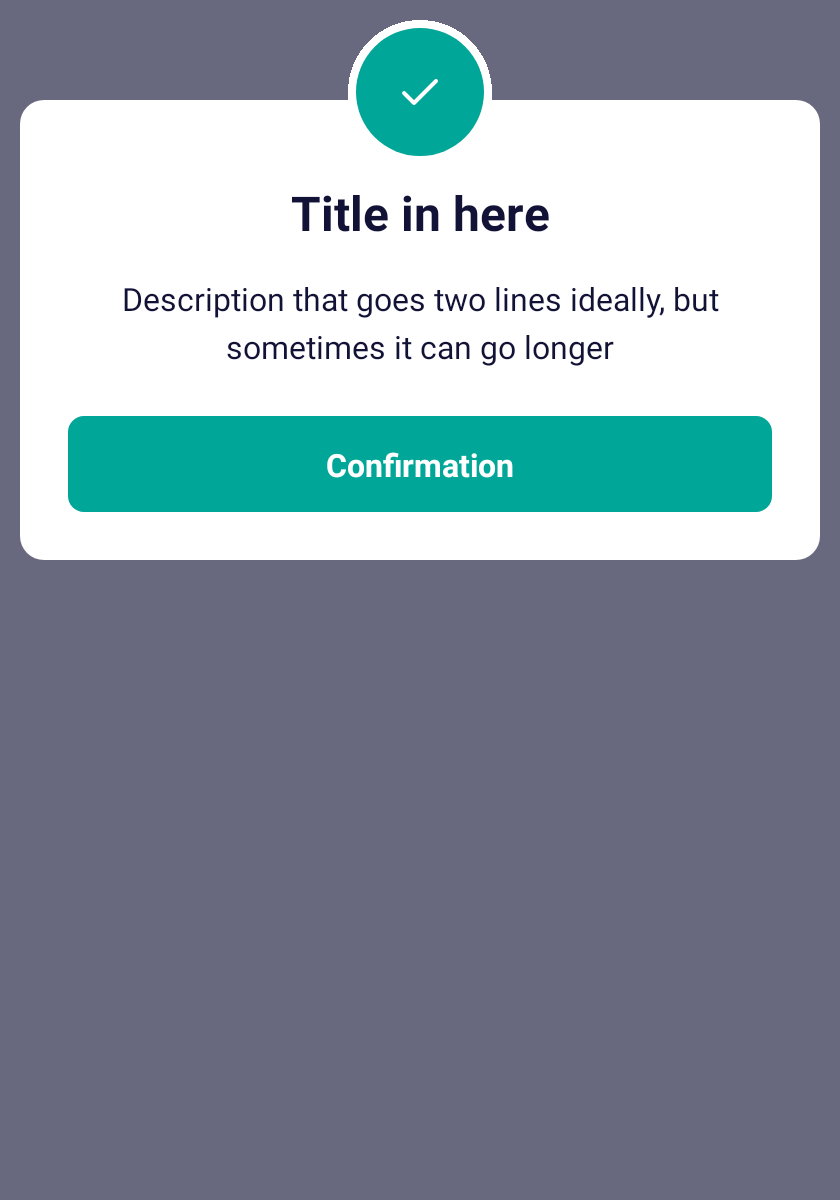 Title in here
Description that goes two lines ideally, but
sometimes it can go longer
Confirmation